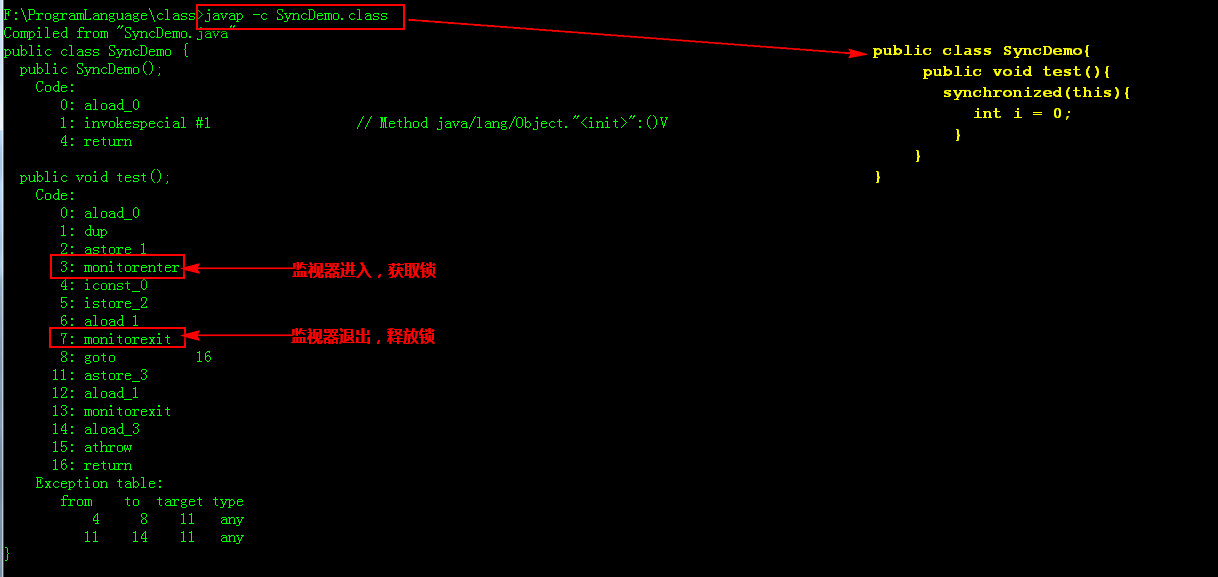 F:\ProgramLanguage\class>javap -c SyncDemo.class
Compiled from "SyncDemo.java"
public class SyncDemo {
public SyncDemo();
Code:
0: aload_0
1: invokespecial #1 // Method java/lang/Object."<init>":()V
4: return
public void test();
Code:
0: aload_0
1: dup
2: astore_1
3: monitorenter
4: iconst_0
5: istore_2
6: aload_1
7: monitorexit
8: goto 16
11: astore_3
12: aload_1
13: monitorexit
14: aload_3
15: athrow
16: return
Exception table:
from to target type
4 8 11 any
11 14 11 any
}
监视器进入，获取锁
监视器退出，释放锁
public class SyncDemo{
public void test(){
synchronized(this){
int i = 0;
}
}
}